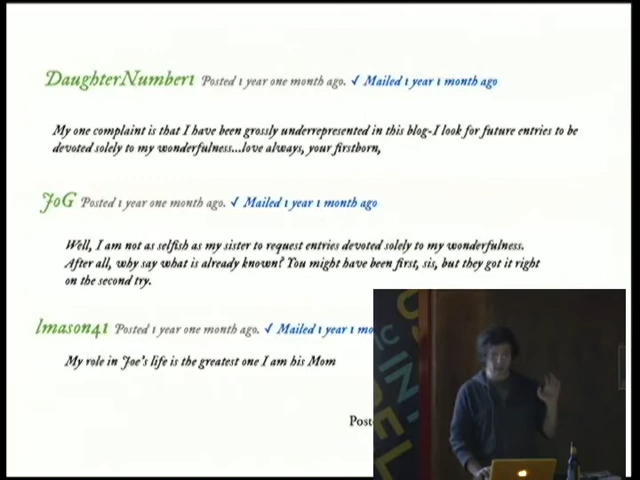 DaughterNumber1 Posted 1 year one month ago. ✓ Mailed 1 year 1 month ago
My one complaint is that I have been grossly underrepresented in this blog-I look for future entries to be
devoted solely to my wonderfulness...love always, your firstborn,
JoG Posted 1 year one month ago. ✓ Mailed 1 year 1 month ago
Well, I am not as selfish as my sister to request entries devoted solely to my wonderfulness.
After all, why say what is already known? You might have been first, sis, but they got it right
on the second try.
lmason41 Posted 1 year one month ago. ✓ Mailed 1 year 1 mo
My role in Joe's life is the greatest one I am his Mom
Poste